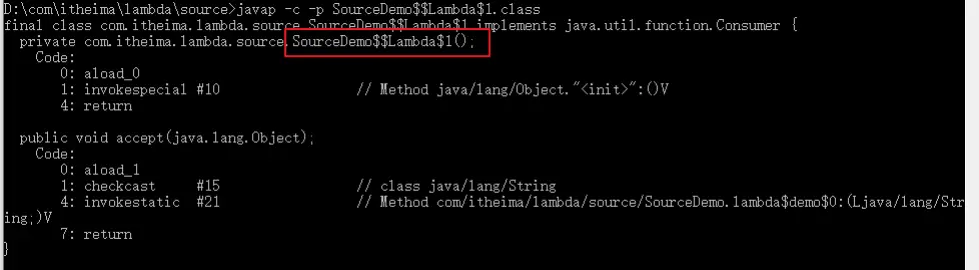 D:\com\itheima\lambda\source>javap -c -p SourceDemo$$Lambda$1.class
final class com.itheima.lambda.source.SourceDemo$$Lambda$1 implements java.util.function.Consumer {
  private com.itheima.lambda.source.SourceDemo$$Lambda$1();
    Code:
       0: aload_0
       1: invokespecial #10                 // Method java/lang/Object."<init>":()V
       4: return

  public void accept(java.lang.Object);
    Code:
       0: aload_1
       1: checkcast     #15                 // class java/lang/String
       4: invokestatic  #21                 // Method com/itheima/lambda/source/SourceDemo.lambda$demo$0:(Ljava/lang/Str
ing;)V
       7: return
}